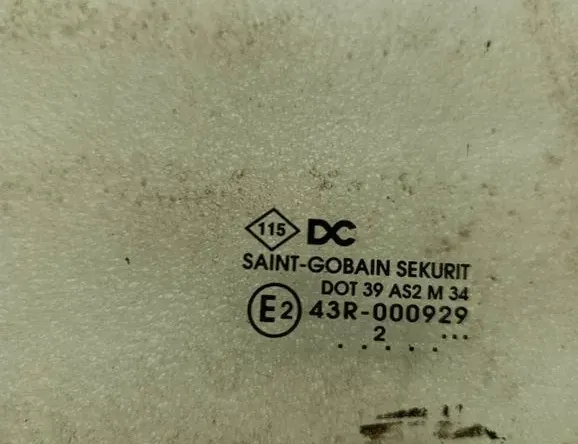 115 DC
SAINT-GOBAIN SEKURIT
DOT 39 AS2 M 34
E2 43R-000929
2 ...
. . . . .